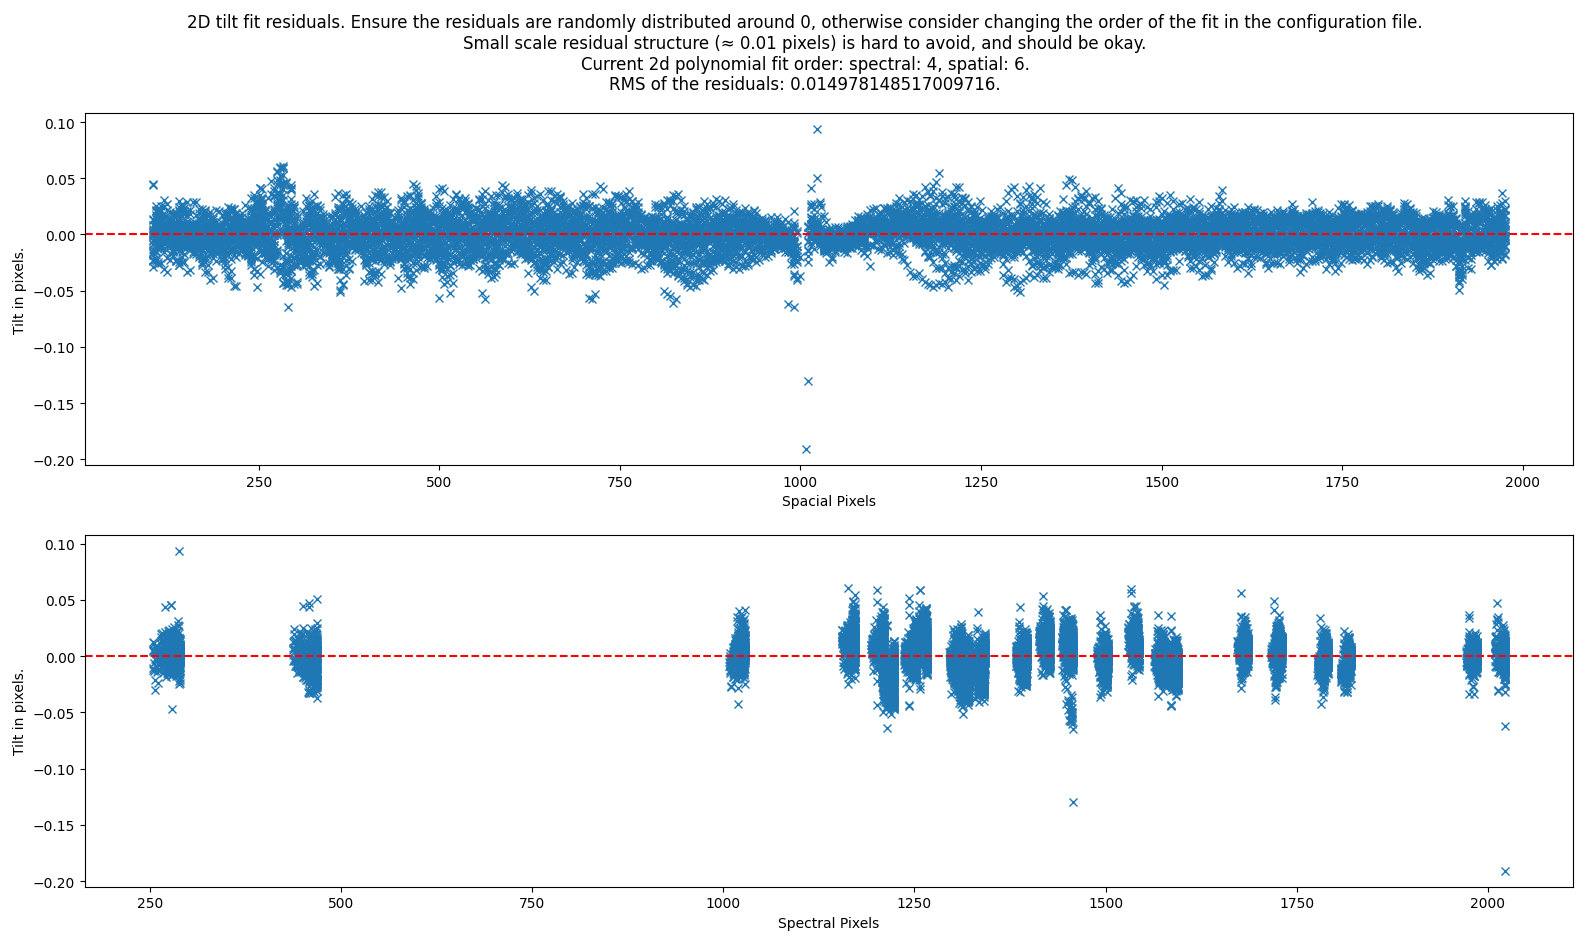 2D tilt fit residuals. Ensure the residuals are randomly distributed around 0, otherwise consider changing the order of the fit in the configuration file.
Small scale residual structure (≈ 0.01 pixels) is hard to avoid, and should be okay.
Current 2d polynomial fit order: spectral: 4, spatial: 6.
RMS of the residuals: 0.014978148517009716.
0.10
0.05
0.00
−0.05
−0.10
−0.15
−0.20
Tilt in pixels.
250 500 750 1000 1250 1500 1750 2000
Spacial Pixels
0.10
0.05
0.00
−0.05
−0.10
−0.15
−0.20
Tilt in pixels.
250 500 750 1000 1250 1500 1750 2000
Spectral Pixels